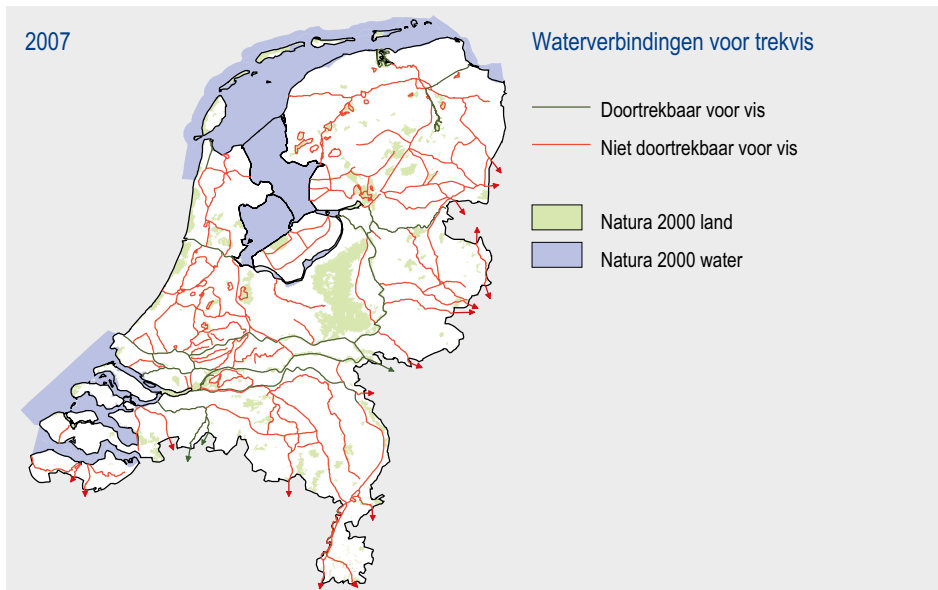 2007
Waterverbindingen voor trekvis
Doortrekbaar voor vis
Niet doortrekbaar voor vis
Natura 2000 land
Natura 2000 water